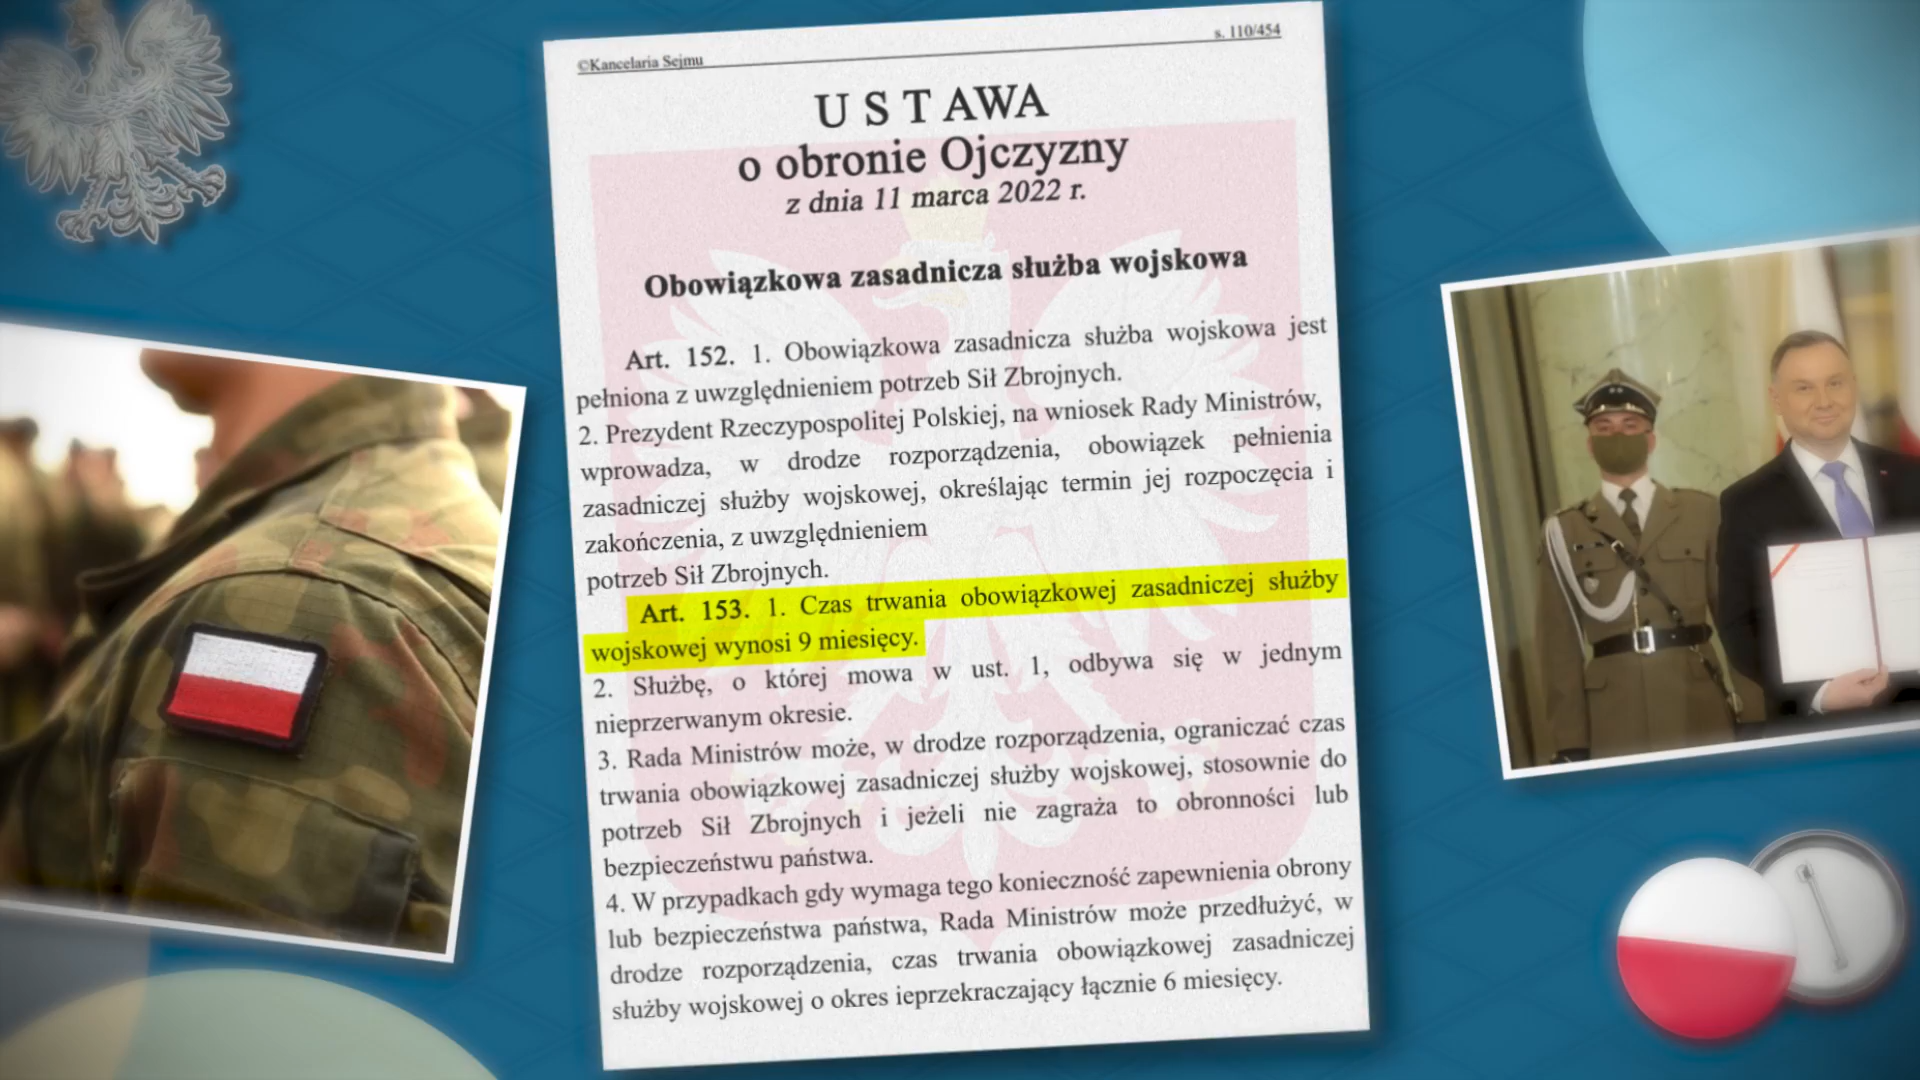 ©Kancelaria Sejmu
s. 110/454
U S T AWA
o obronie Ojczyzny
z dnia 11 marca 2022 r.
Obowiązkowa zasadnicza służba wojskowa
Art. 152. 1. Obowiązkowa zasadnicza służba wojskowa jest
pełniona z uwzględnieniem potrzeb Sił Zbrojnych.
2. Prezydent Rzeczypospolitej Polskiej, na wniosek Rady Ministrów,
wprowadza, w drodze rozporządzenia, obowiązek pełnienia
zasadniczej służby wojskowej, określając termin jej rozpoczęcia i
zakończenia, z uwzględnieniem
potrzeb Sił Zbrojnych.
Art. 153. 1. Czas trwania obowiązkowej zasadniczej służby
wojskowej wynosi 9 miesięcy.
2. Służbę, o której mowa w ust. 1, odbywa się w jednym
nieprzerwanym okresie.
3. Rada Ministrów może, w drodze rozporządzenia, ograniczać czas
trwania obowiązkowej zasadniczej służby wojskowej, stosownie do
potrzeb Sił Zbrojnych i jeżeli nie zagraża to obronności lub
bezpieczeństwu państwa.
4. W przypadkach gdy wymaga tego konieczność zapewnienia obrony
lub bezpieczeństwa państwa, Rada Ministrów może przedłużyć, w
drodze rozporządzenia, czas trwania obowiązkowej zasadniczej
służby wojskowej o okres ieprzekraczający łącznie 6 miesięcy.